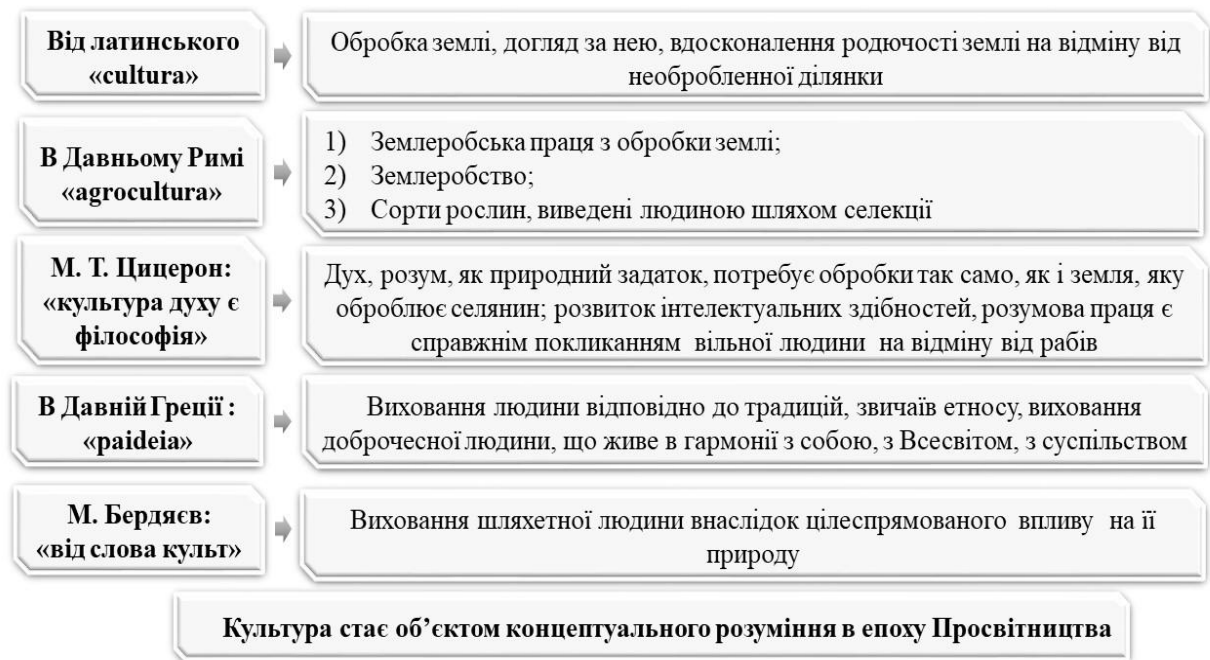 Від латинського
«cultura»
Обробка землі, догляд за нею, вдосконалення родючості землі на відміну від
необробленної ділянки
В Давньому Римі
«agrocultura»
1) Землеробська праця з обробки землі;
2) Землеробство;
3) Сорти рослин, виведені людиною шляхом селекції
М. Т. Цицерон:
«культура духу є
філософія»
Дух, розум, як природний задаток, потребує обробки так само, як і земля, яку
оброблює селянин; розвиток інтелектуальних здібностей, розумова праця є
справжнім покликанням вільної людини на відміну від рабів
В Давній Греції :
«paideia»
Виховання людини відповідно до традицій, звичаїв етносу, виховання
доброчесної людини, що живе в гармонії з собою, з Всесвітом, з суспільством
М. Бердяєв:
«від слова культ»
Виховання шляхетної людини внаслідок цілеспрямованого впливу на її
природу
Культура стає об’єктом концептуального розуміння в епоху Просвітництва